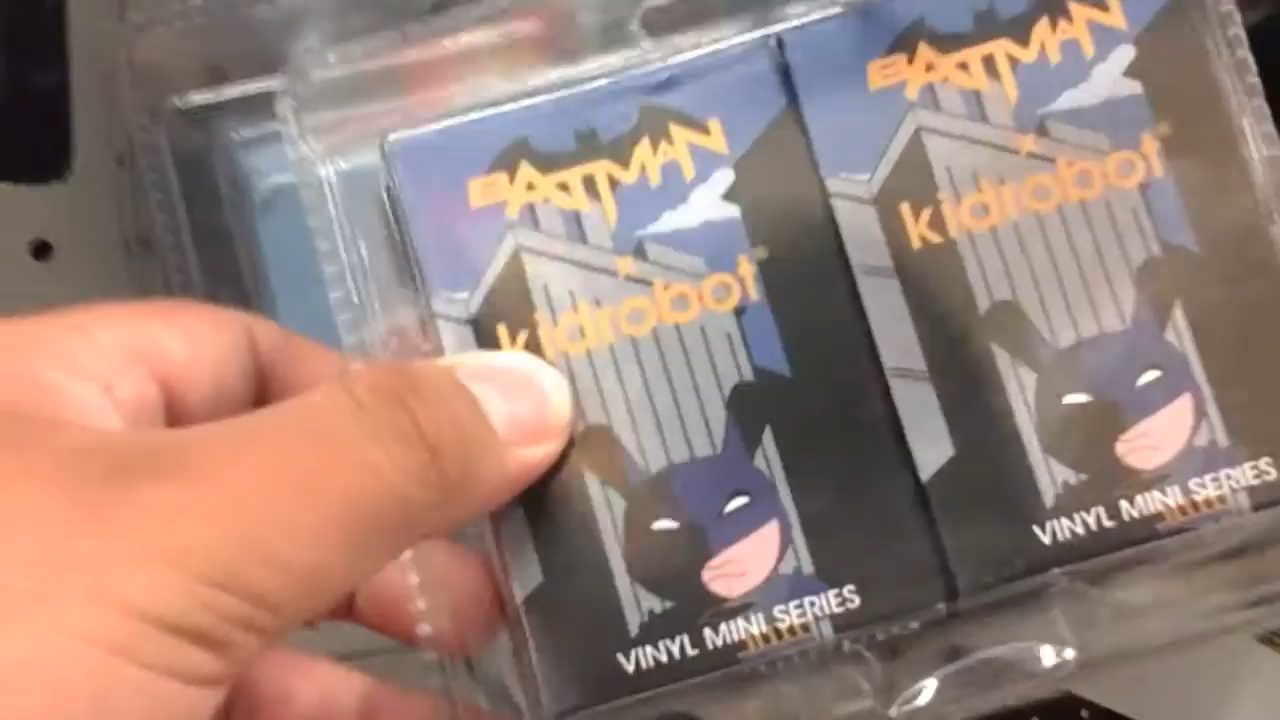 BATMAN
x
kidrobot
VINYL MINI SERIES
BATMAN
x
kidrobot
VINYL MINI SERIES